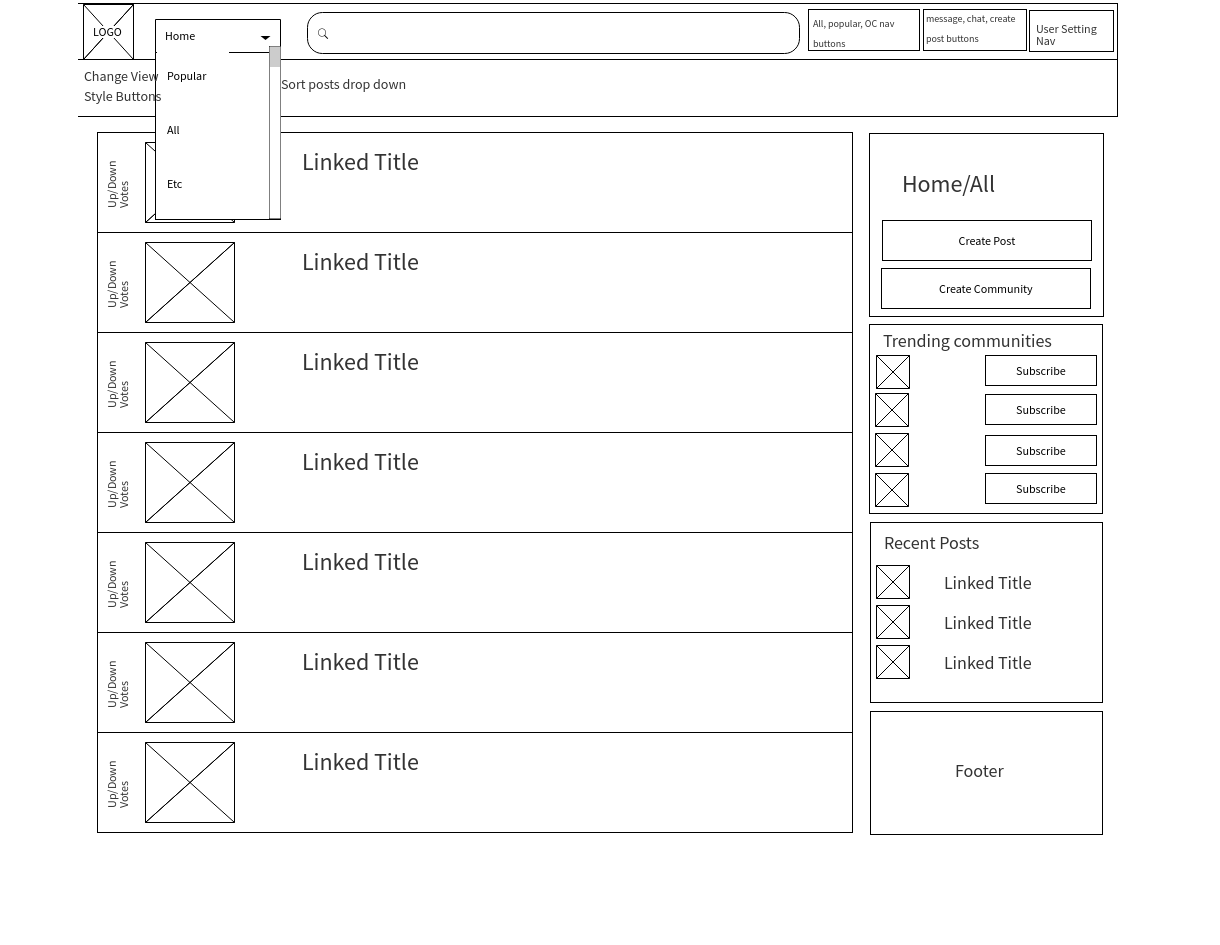 LOGO
Home
All, popular, OC nav
buttons
message, chat, create
post buttons
User Setting
Nav
Change View
Style Buttons
Popular
All
Etc
Sort posts drop down
Up/Down
Votes
Linked Title
Up/Down
Votes
Linked Title
Up/Down
Votes
Linked Title
Up/Down
Votes
Linked Title
Up/Down
Votes
Linked Title
Up/Down
Votes
Linked Title
Up/Down
Votes
Linked Title
Home/All
Create Post
Create Community
Trending communities
Subscribe
Subscribe
Subscribe
Subscribe
Recent Posts
Linked Title
Linked Title
Linked Title
Footer